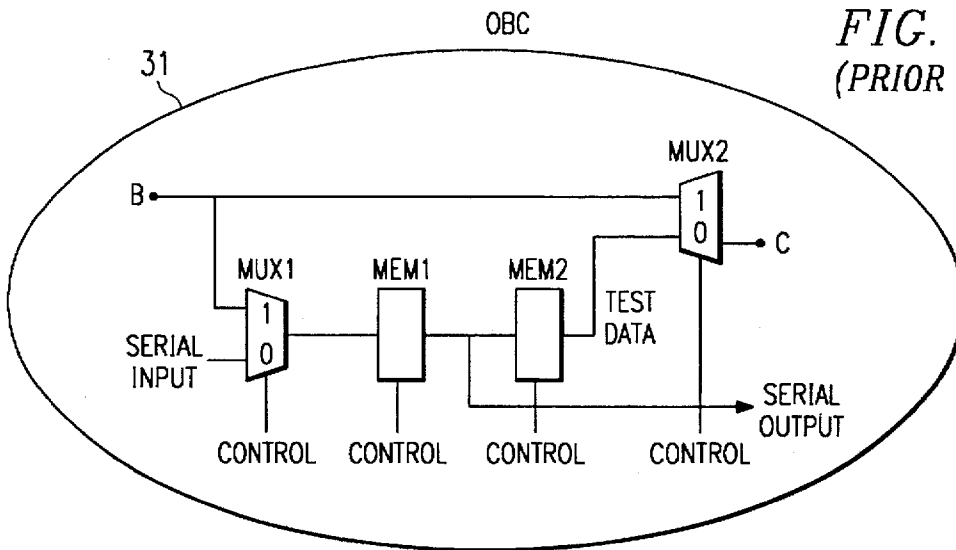 OBC
FIG.
(PRIOR
31
MUX2
B
1
0
C
MUX1
MEM1
MEM2
1
0
TEST
DATA
SERIAL
INPUT
SERIAL
OUTPUT
CONTROL
CONTROL
CONTROL
CONTROL